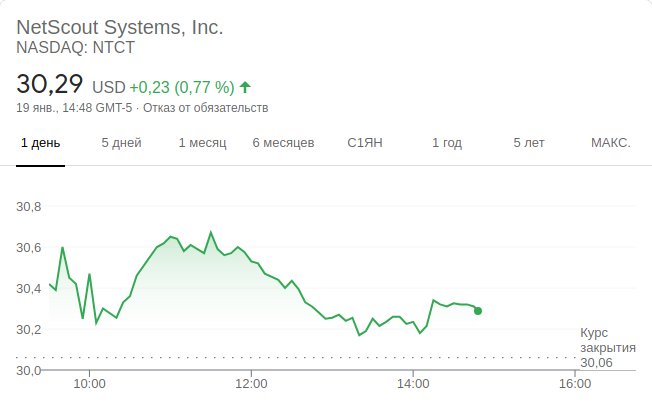 NetScout Systems, Inc.
NASDAQ: NTCT
30,29 USD +0,23 (0,77 %)
19 янв., 14:48 GMT-5 · Отказ от обязательств
1 день 5 дней 1 месяц 6 месяцев С1ЯН 1 год 5 лет МАКС.
30,8
30,6
30,4
30,2
Курс
закрытия
30,06
30,0
10:00 12:00 14:00 16:00